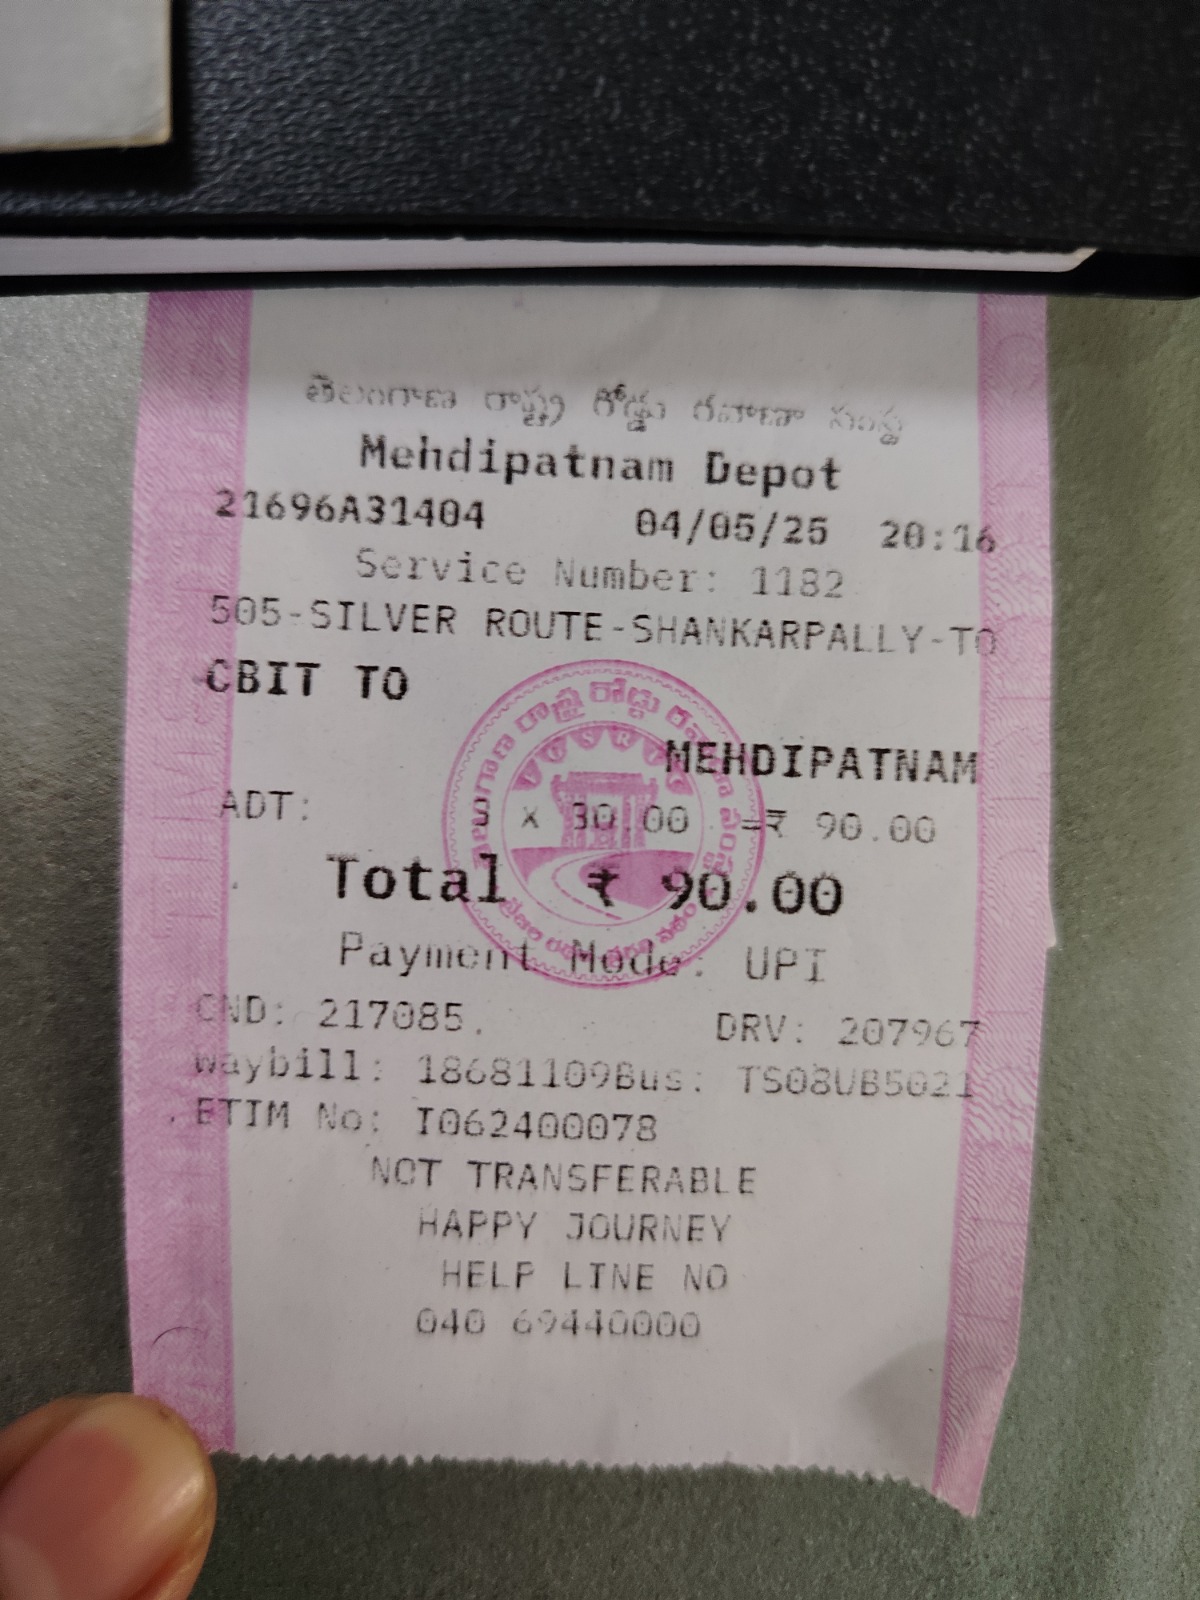 తెలంగాణ రాష్ట్ర రోడ్డు రవాణా సంస్థ
Mehdipatnam Depot
21696A31404 04/05/25 20:16
Service Number: 1182
505-SILVER ROUTE-SHANKARPALLY-TO
CBIT TO
MEHDIPATNAM
ADT: 3 x 30.00 =₹ 90.00
Total ₹ 90.00
Payment Mode: UPI
CND: 217085. DRV: 207967
Waybill: 18681109Bus: TS08UB5021
ETIM No: I062400078
NOT TRANSFERABLE
HAPPY JOURNEY
HELP LINE NO
040 69440000
తెలంగాణ రాష్ట్ర రోడ్డు రవాణా సంస్థ